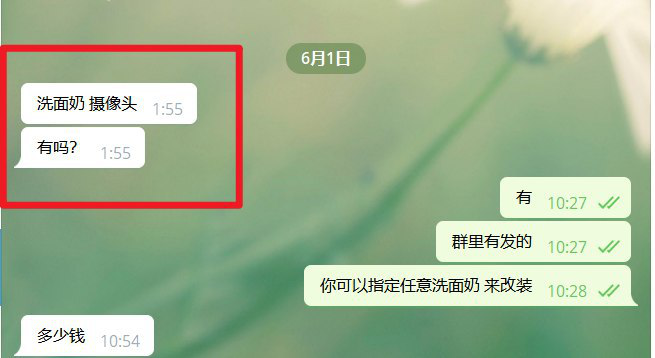 6月1日
洗面奶 摄像头 1:55
有吗? 1:55
有 10:27
群里有发的 10:27
你可以指定任意洗面奶 来改装 10:28
多少钱 10:54